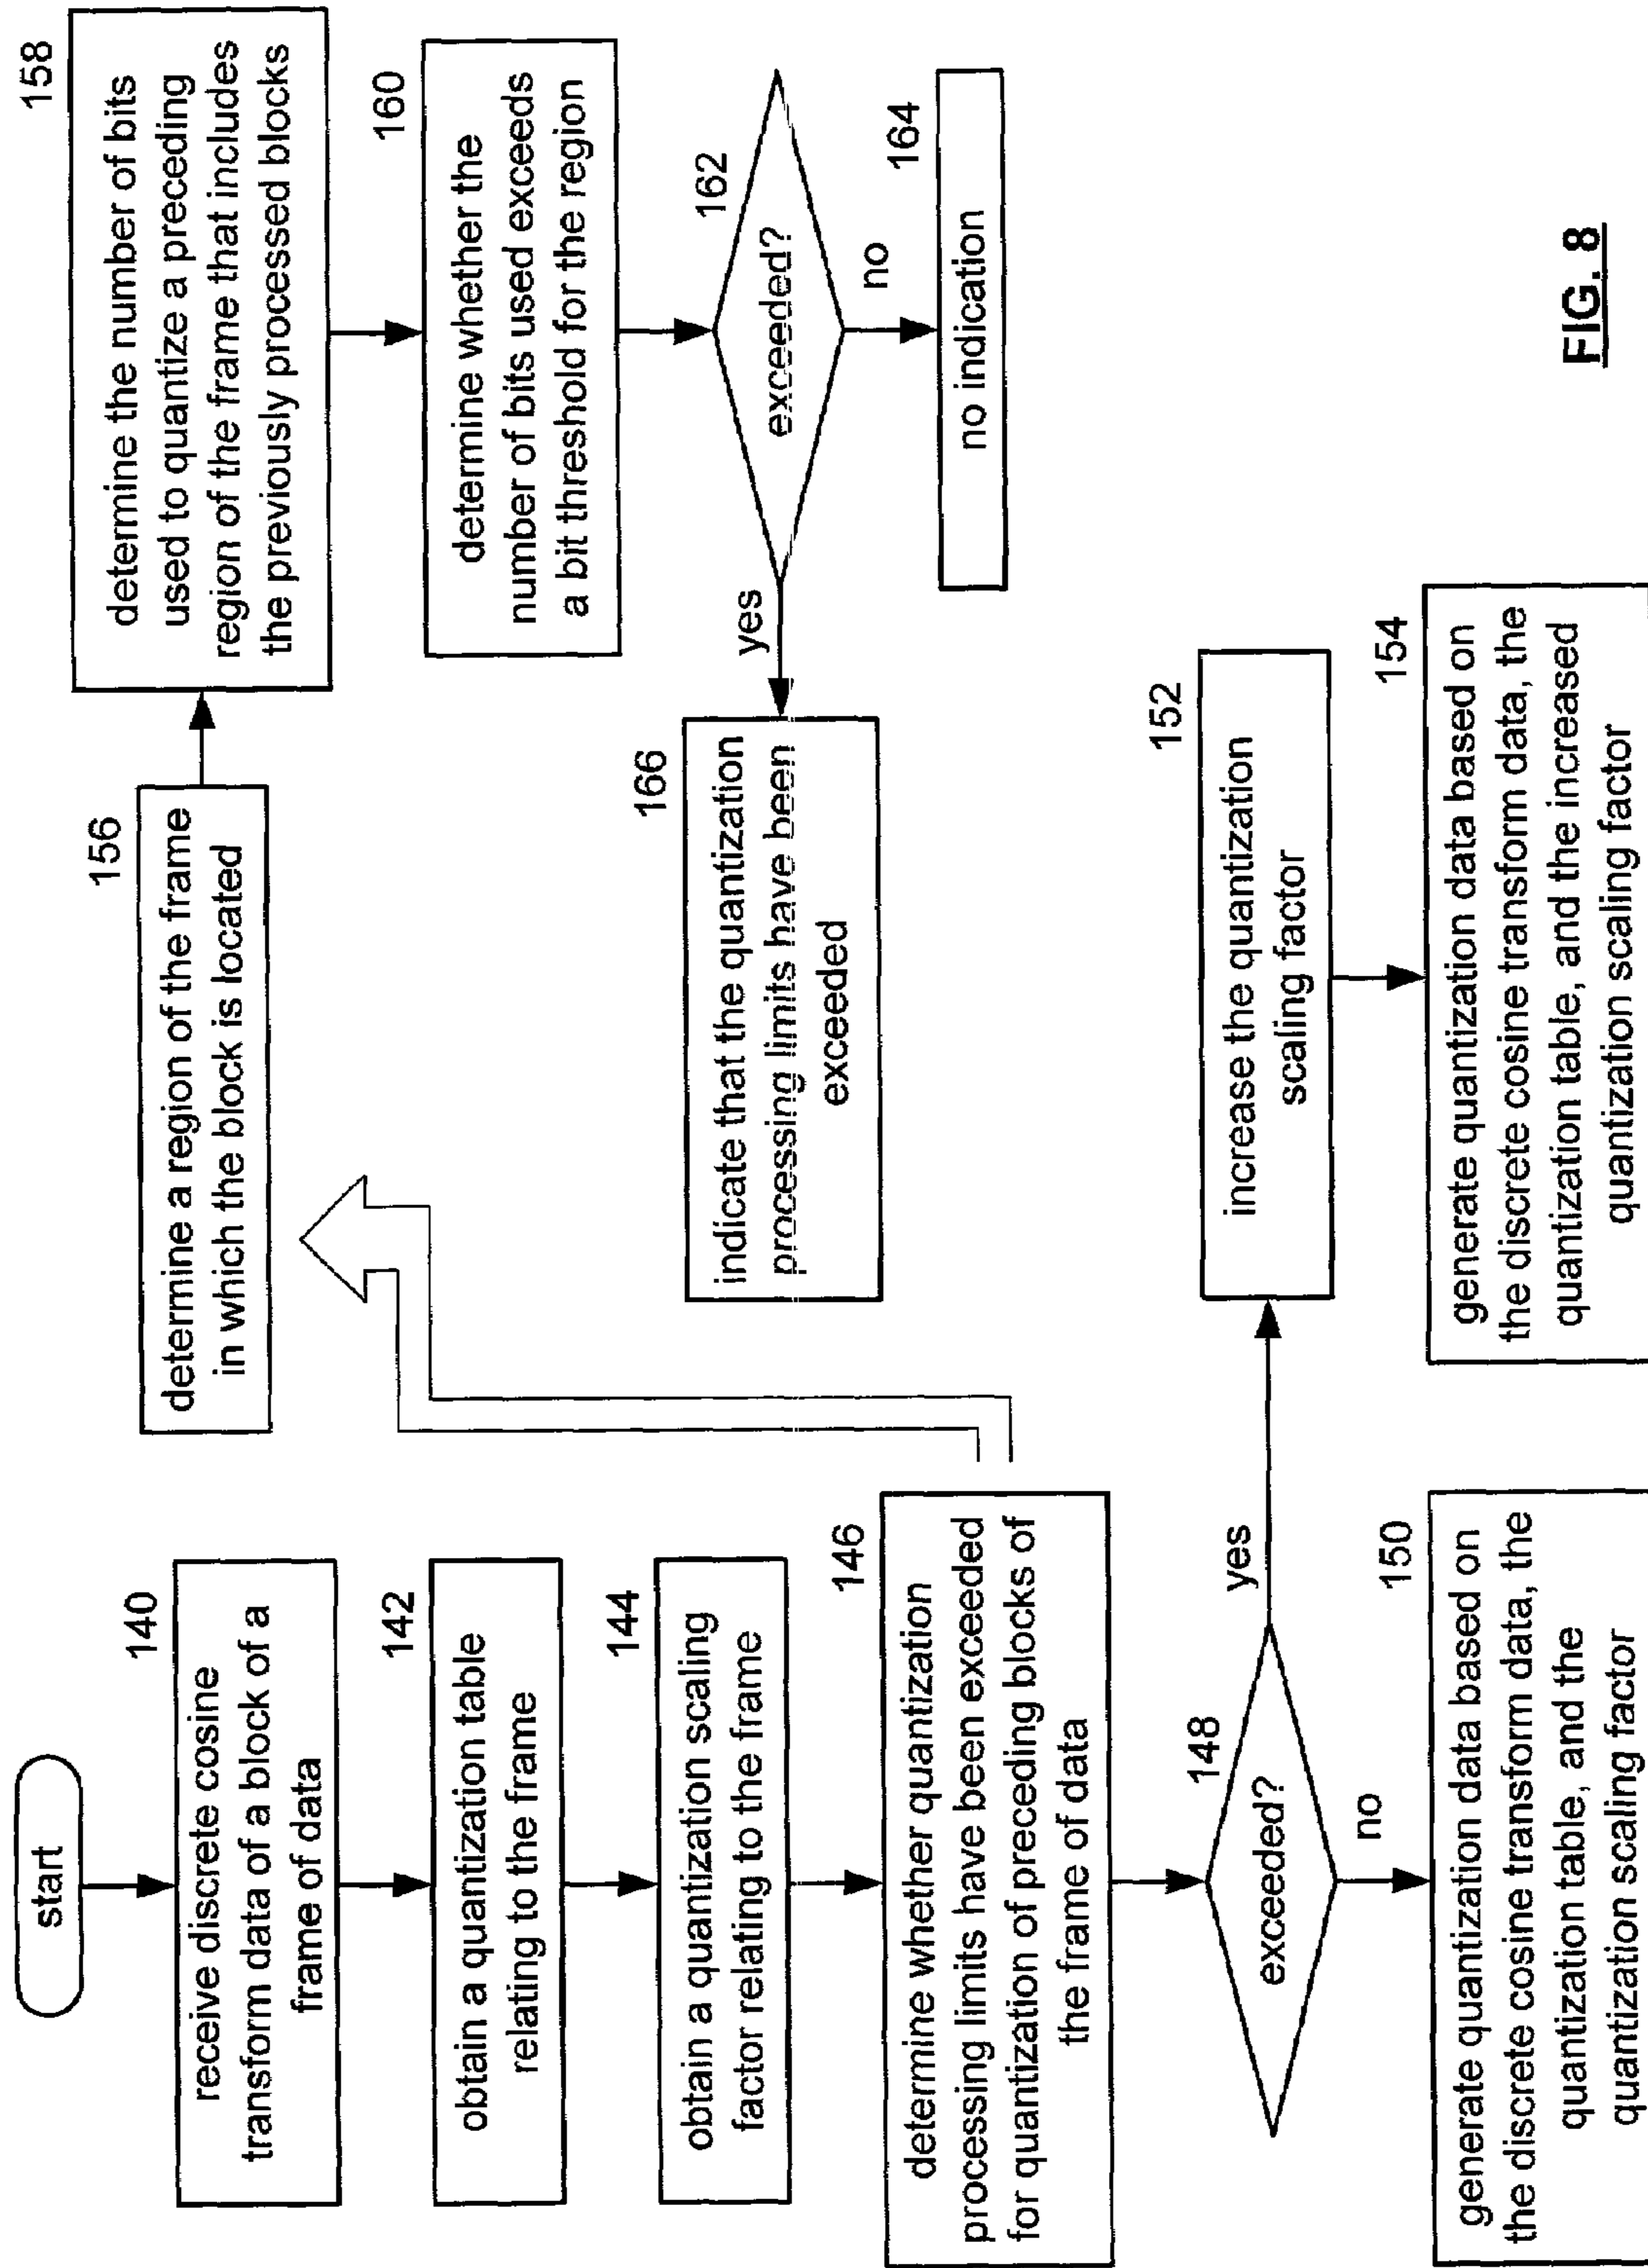 start
140
receive discrete cosine
transform data of a block of a
frame of data
142
obtain a quantization table
relating to the frame
144
obtain a quantization scaling
factor relating to the frame
146
determine whether quantization
processing limits have been exceeded
for quantization of preceding blocks of
the frame of data
148
exceeded?
yes
no
150
generate quantization data based on
the discrete cosine transform data, the
quantization table, and the
quantization scaling factor
152
increase the quantization
scaling factor
154
generate quantization data based on
the discrete cosine transform data, the
quantization table, and the increased
quantization scaling factor
156
determine a region of the frame
in which the block is located
158
determine the number of bits
used to quantize a preceding
region of the frame that includes
the previously processed blocks
160
determine whether the
number of bits used exceeds
a bit threshold for the region
162
exceeded?
yes
no
164
no indication
166
indicate that the quantization
processing limits have been
exceeded
FIG. 8